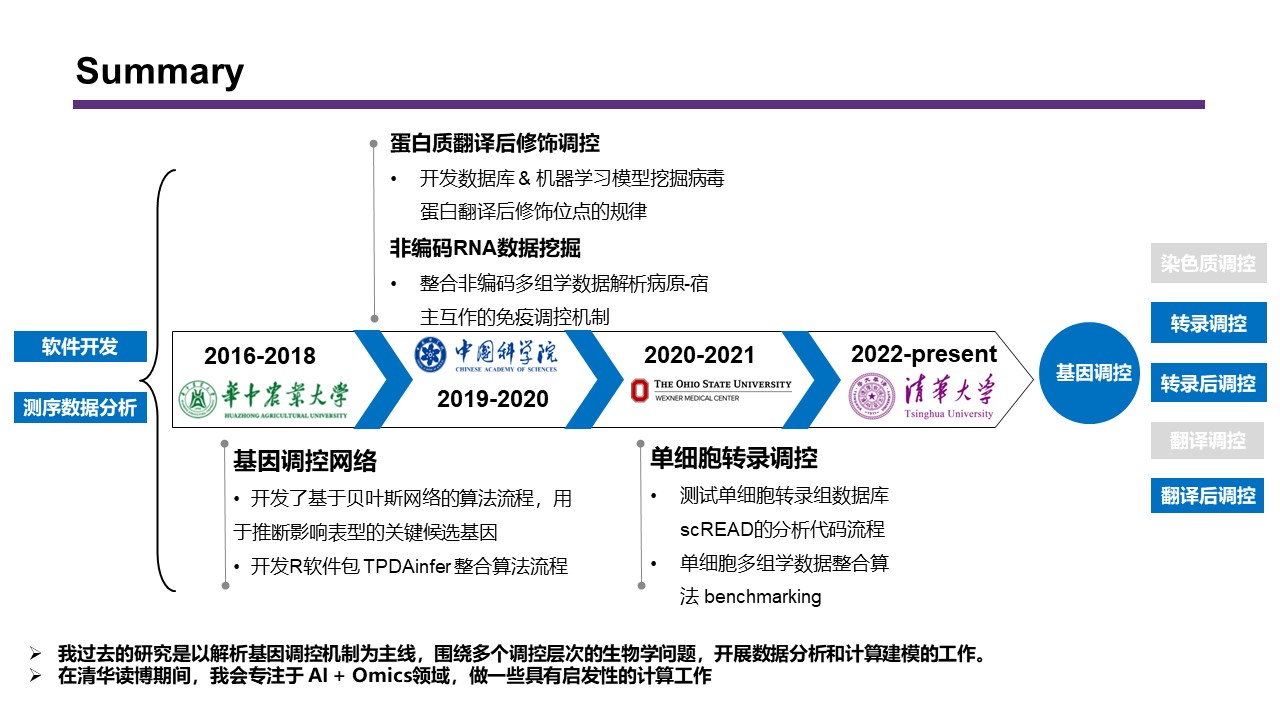 Summary
蛋白质翻译后修饰调控
• 开发数据库 & 机器学习模型挖掘病毒
蛋白翻译后修饰位点的规律
非编码RNA数据挖掘
• 整合非编码多组学数据解析病原-宿
主互作的免疫调控机制
软件开发
测序数据分析
2016-2018
華中農業大學
HUAZHONG AGRICULTURAL UNIVERSITY
中国科学院
CHINESE ACADEMY OF SCIENCES
2019-2020
2020-2021
THE OHIO STATE UNIVERSITY
WEXNER MEDICAL CENTER
2022-present
清华大学
Tsinghua University
基因调控
染色质调控
转录调控
转录后调控
翻译调控
翻译后调控
基因调控网络
• 开发了基于贝叶斯网络的算法流程，用
于推断影响表型的关键候选基因
• 开发R软件包 TPDAinfer 整合算法流程
单细胞转录调控
• 测试单细胞转录组数据库
scREAD的分析代码流程
• 单细胞多组学数据整合算
法 benchmarking
➢ 我过去的研究是以解析基因调控机制为主线，围绕多个调控层次的生物学问题，开展数据分析和计算建模的工作。
➢ 在清华读博期间，我会专注于 AI + Omics领域，做一些具有启发性的计算工作